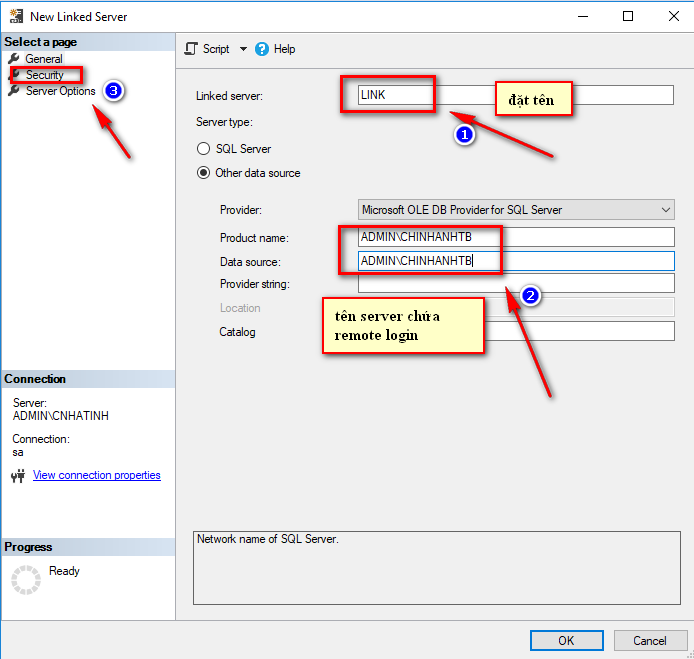 New Linked Server
Select a page
General
Security
Server Options
3
Script
Help
Linked server:
LINK
đặt tên
1
Server type:
SQL Server
Other data source
Provider:
Microsoft OLE DB Provider for SQL Server
Product name:
ADMIN\CHINHANHTB
Data source:
ADMIN\CHINHANHTB
Provider string:
2
Location
tên server chứa
remote login
Catalog
Connection
Server:
ADMIN\CNHATINH
Connection:
sa
View connection properties
Progress
Ready
Network name of SQL Server.
OK
Cancel